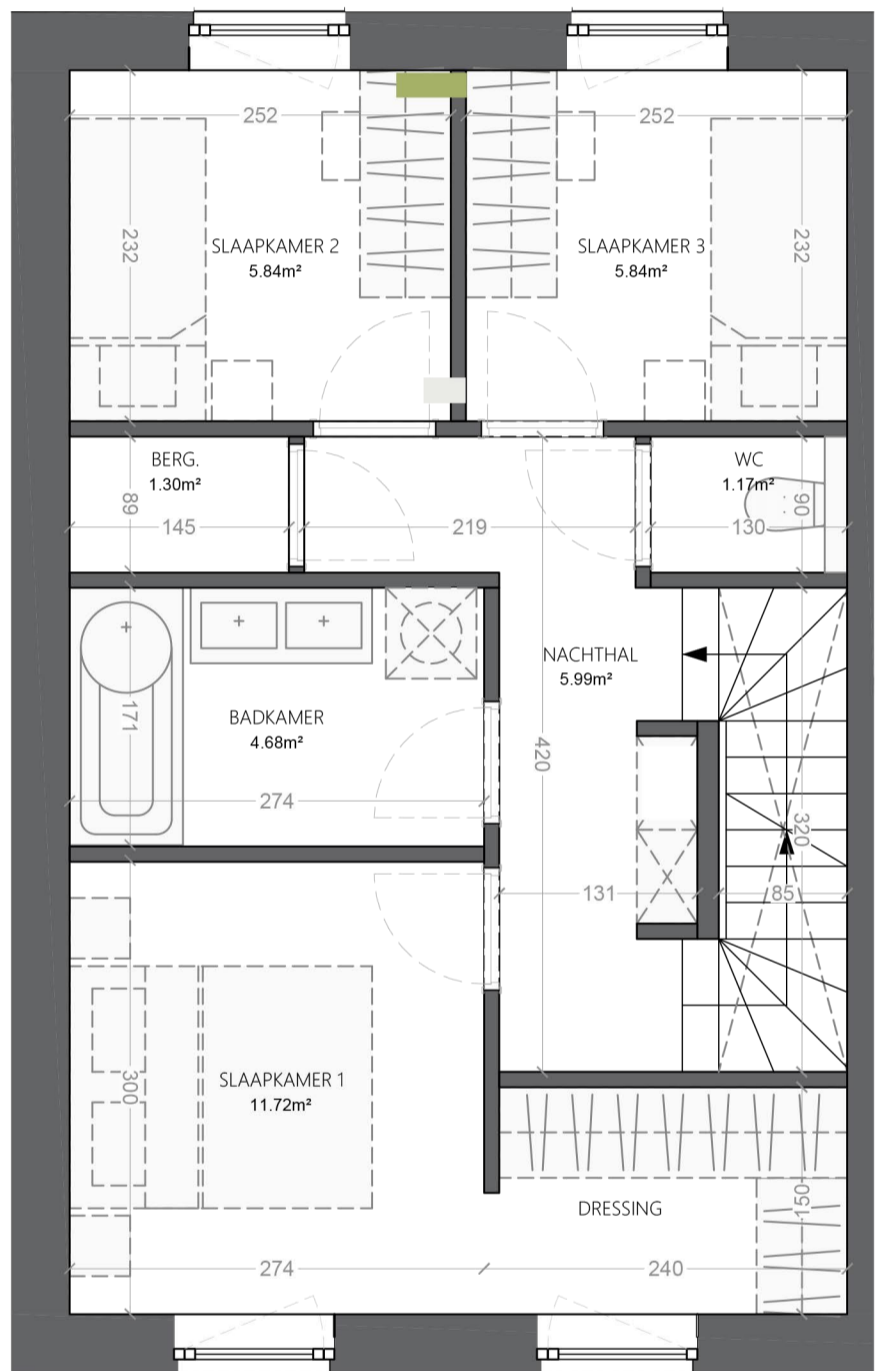 252
252
232
232
SLAAPKAMER 2
5.84m²
SLAAPKAMER 3
5.84m²
BERG.
1.30m²
WC
1.17m²
89
90
145
219
130
NACHTHAL
5.99m²
171
BADKAMER
4.68m²
420
274
320
131
85
SLAAPKAMER 1
11.72m²
300
150
DRESSING
274
240